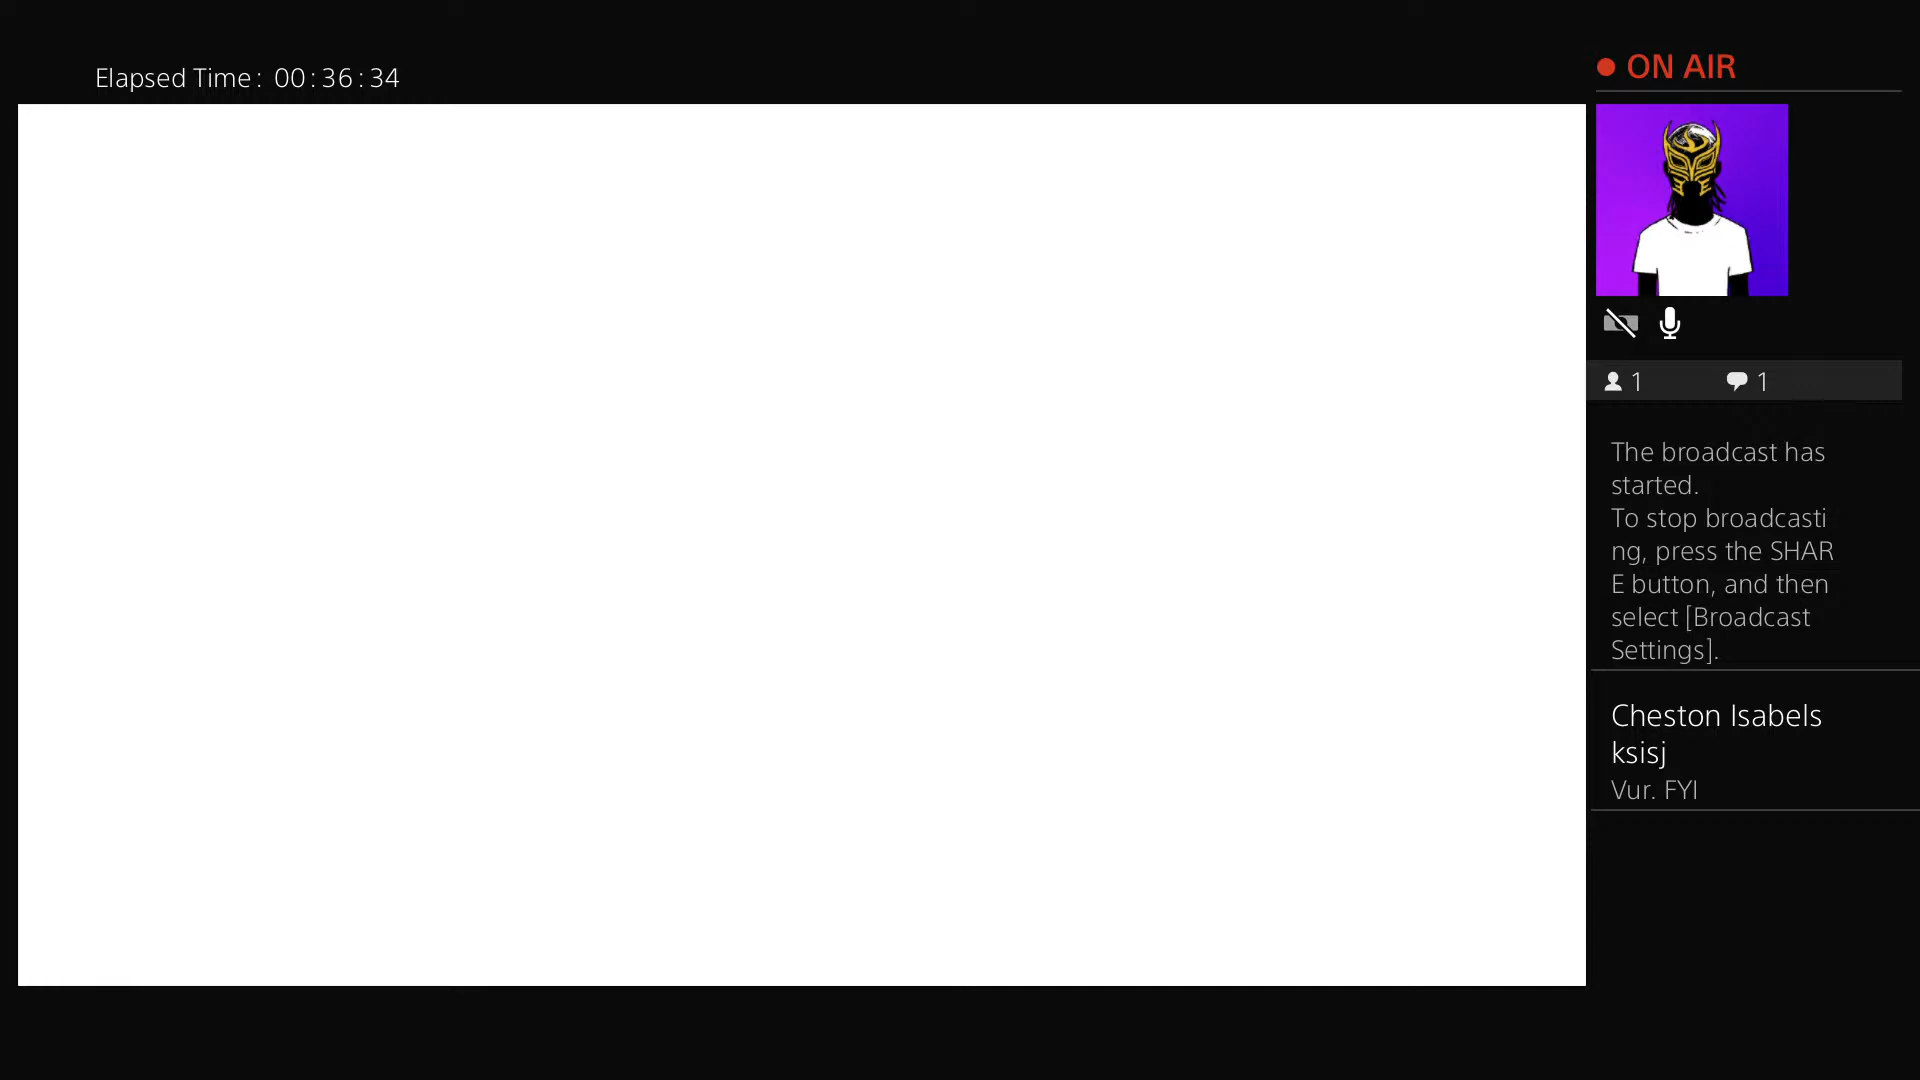 Elapsed Time: 00:36:34
ON AIR
1 1
The broadcast has
started.
To stop broadcasti
ng, press the SHAR
E button, and then
select [Broadcast
Settings].
Cheston Isabels
ksisj
Vur. FYI